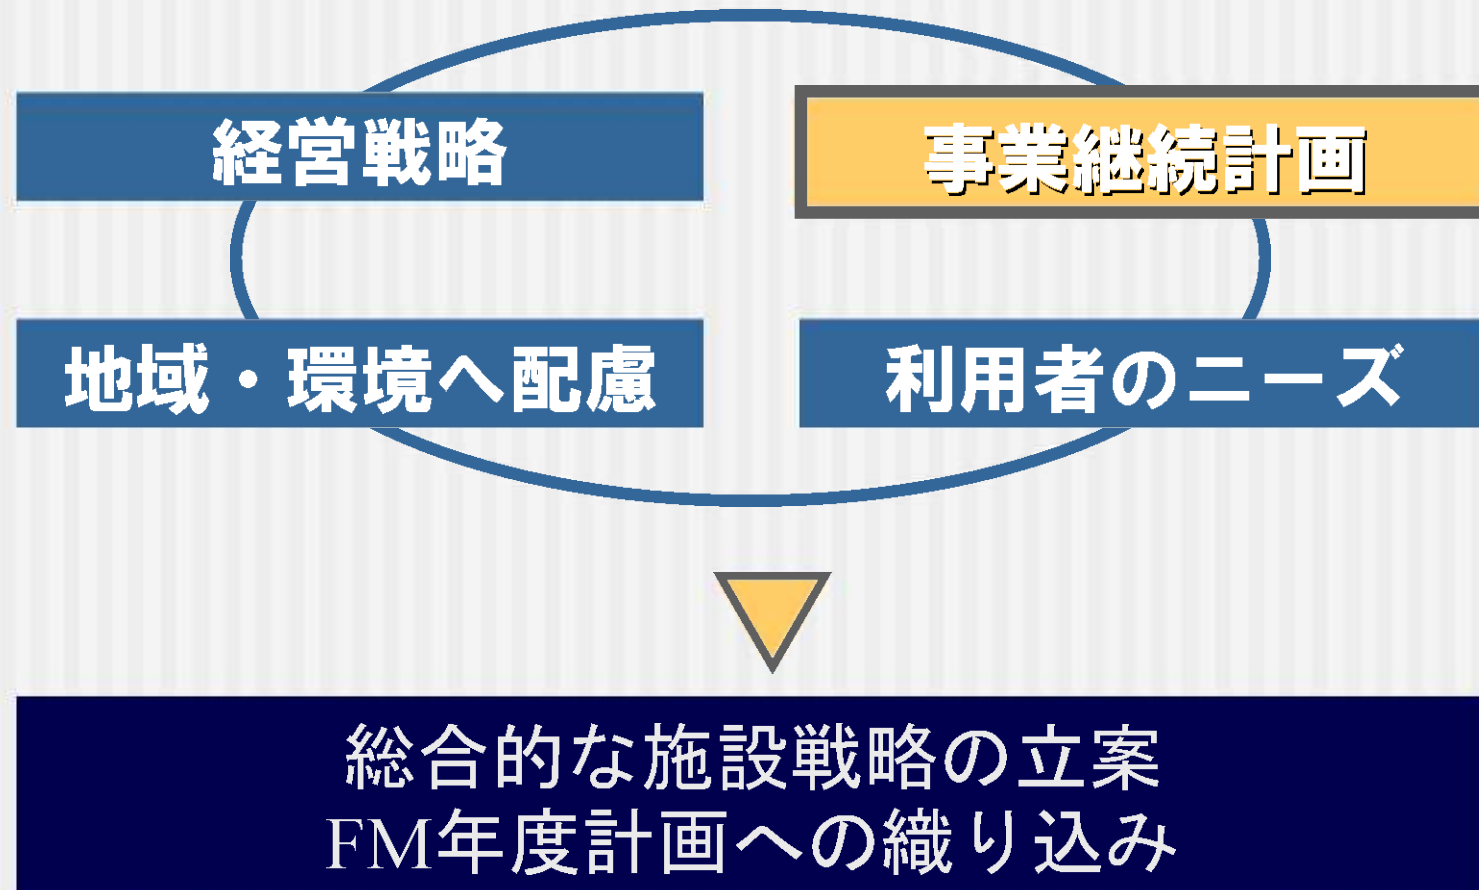 経営戦略
事業継続計画
地域・環境へ配慮
利用者のニーズ
総合的な施設戦略の立案
FM年度計画への織り込み